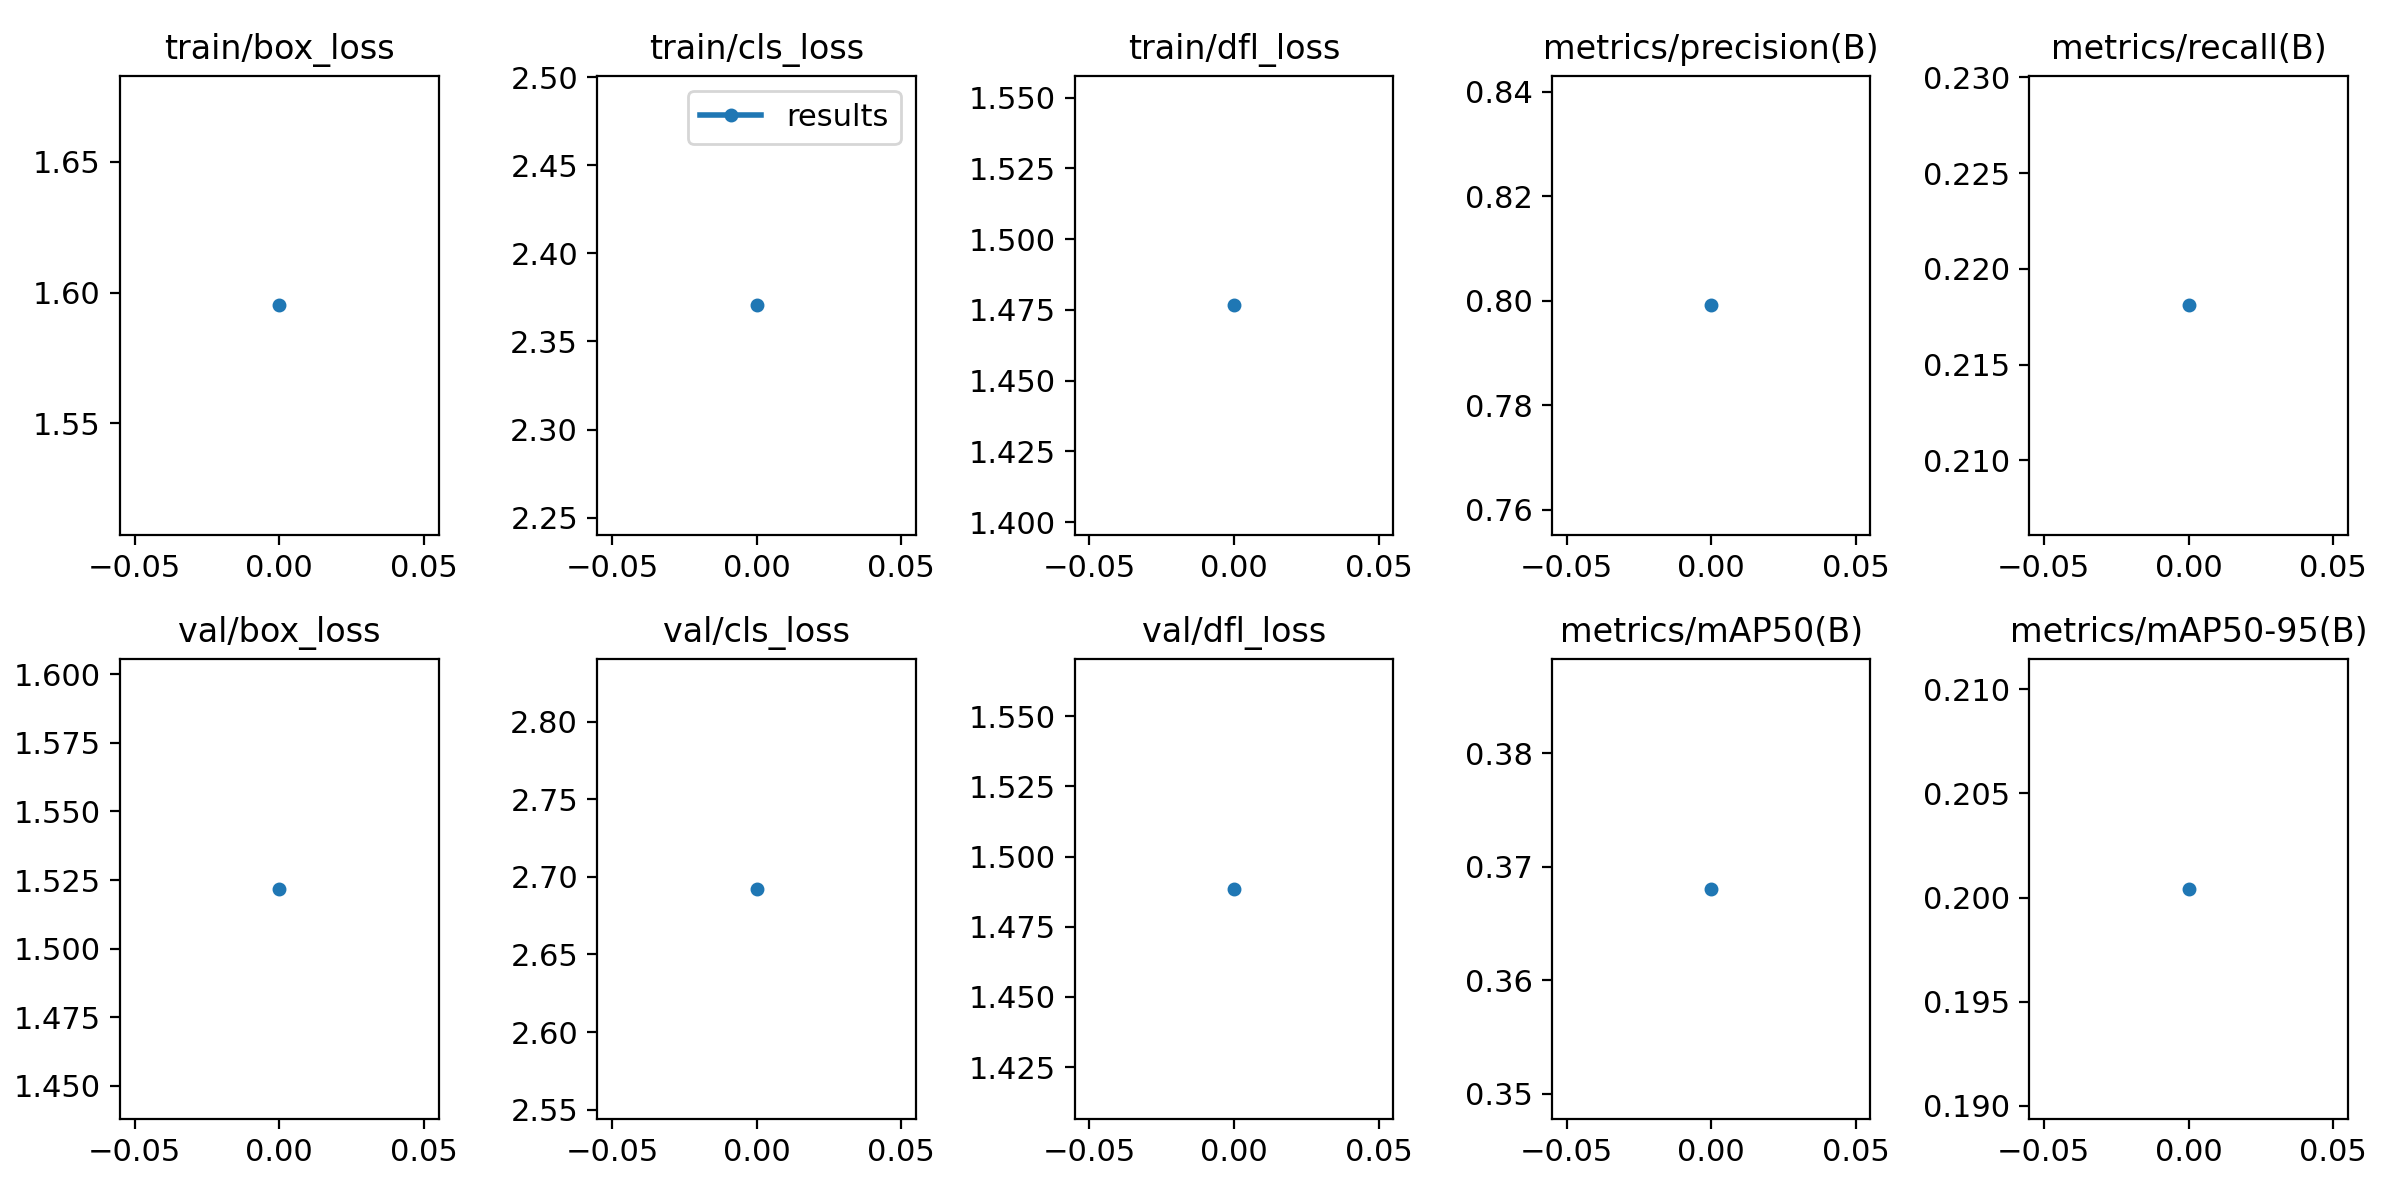 train/box_loss
1.65
1.60
1.55
−0.05 0.00 0.05
train/cls_loss
results
2.50
2.45
2.40
2.35
2.30
2.25
−0.05 0.00 0.05
train/dfl_loss
1.550
1.525
1.500
1.475
1.450
1.425
1.400
−0.05 0.00 0.05
metrics/precision(B)
0.84
0.82
0.80
0.78
0.76
−0.05 0.00 0.05
metrics/recall(B)
0.230
0.225
0.220
0.215
0.210
−0.05 0.00 0.05
val/box_loss
1.600
1.575
1.550
1.525
1.500
1.475
1.450
−0.05 0.00 0.05
val/cls_loss
2.80
2.75
2.70
2.65
2.60
2.55
−0.05 0.00 0.05
val/dfl_loss
1.550
1.525
1.500
1.475
1.450
1.425
−0.05 0.00 0.05
metrics/mAP50(B)
0.38
0.37
0.36
0.35
−0.05 0.00 0.05
metrics/mAP50-95(B)
0.210
0.205
0.200
0.195
0.190
−0.05 0.00 0.05